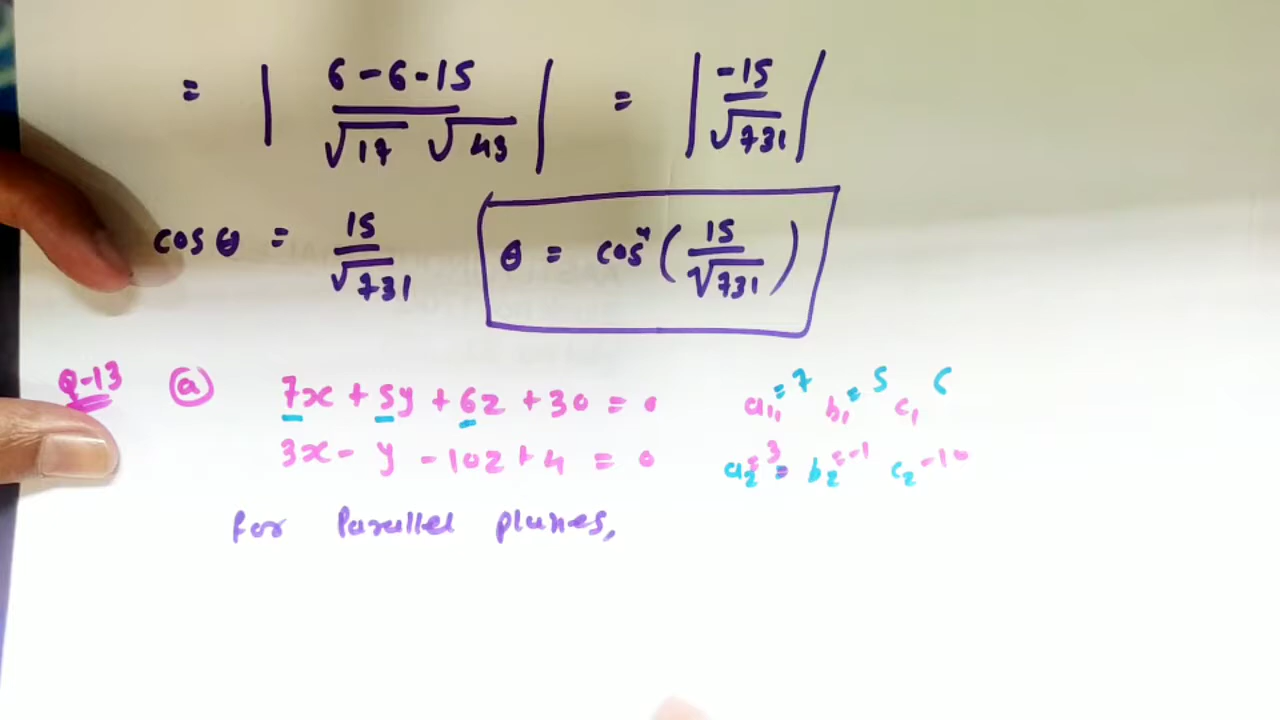 = | 6-6-15 / √17 √43 | = | -15 / √731 |
cos θ = 15 / √731 θ = cos⁻¹ ( 15 / √731 )
Q-13 (a) 7x + 5y + 6z + 30 = 0 a₁ = 7 b₁ = 5 c₁ 6
3x - y - 10z + 4 = 0 a₂ = 3 b₂ = -1 c₂ -10
For Parallel planes,